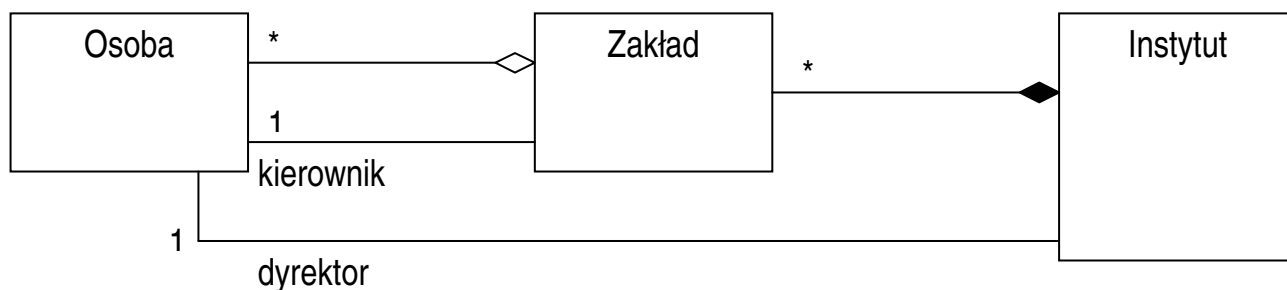 Osoba
*
Zakład
*
Instytut
1
kierownik
1
dyrektor